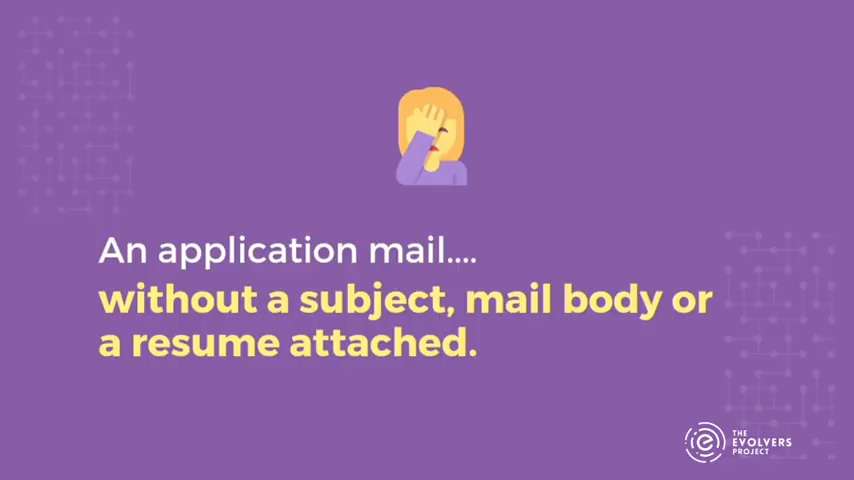 An application mail....
without a subject, mail body or
a resume attached.
THE
EVOLVERS
PROJECT